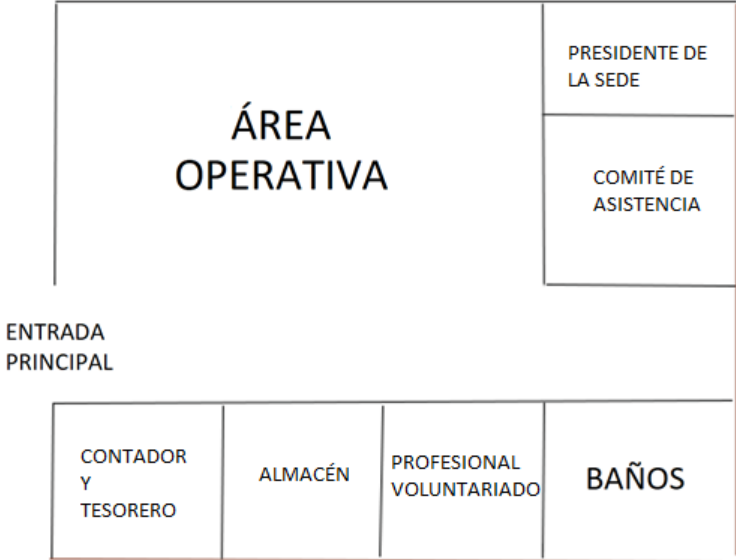 ÁREA
OPERATIVA
PRESIDENTE DE
LA SEDE
COMITÉ DE
ASISTENCIA
ENTRADA
PRINCIPAL
CONTADOR
Y
TESORERO
ALMACÉN
PROFESIONAL
VOLUNTARIADO
BAÑOS